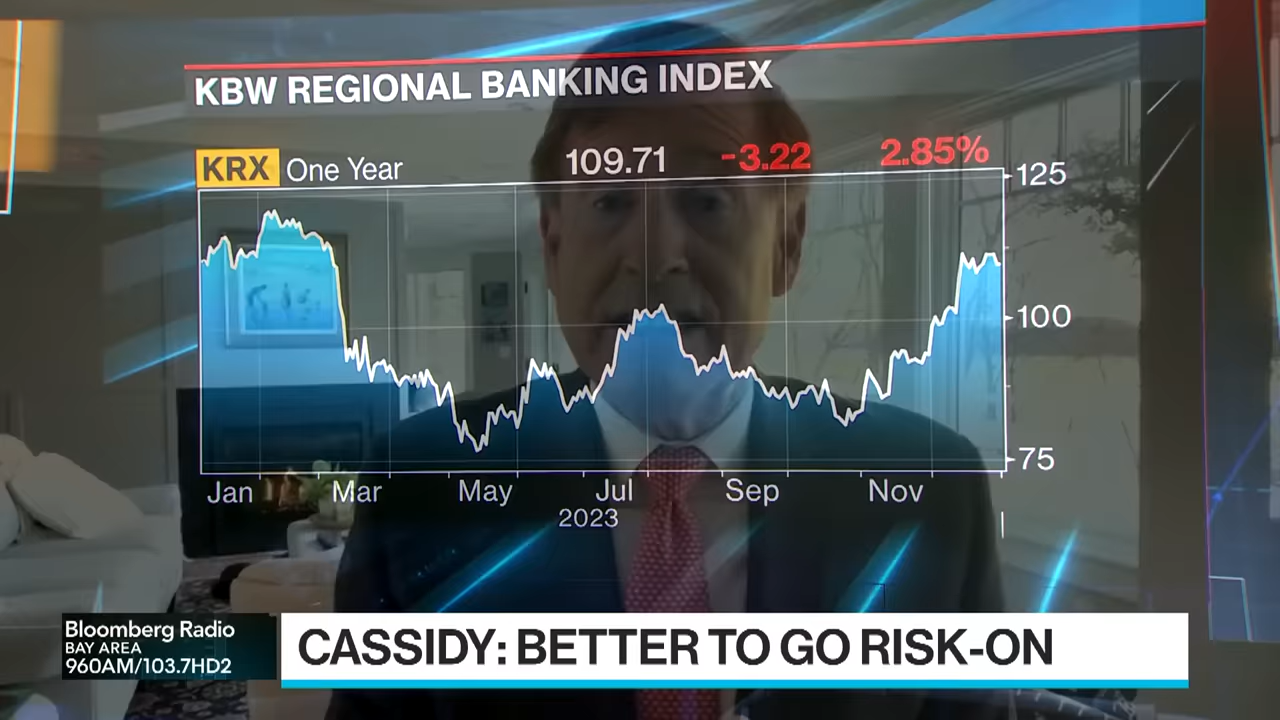 KBW REGIONAL BANKING INDEX
KRX One Year 109.71 -3.22 2.85%
125
100
75
Jan Mar May Jul Sep Nov
2023
Bloomberg Radio
BAY AREA
960AM/103.7HD2
CASSIDY: BETTER TO GO RISK-ON